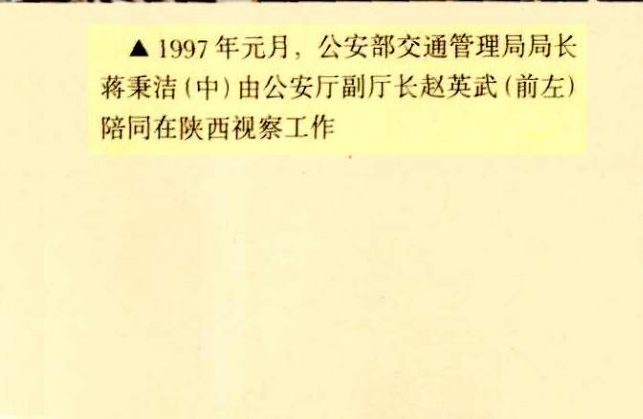 ▲1997年元月，公安部交通管理局局长
蒋秉洁(中)由公安厅副厅长赵英武(前左)
陪同在陕西视察工作